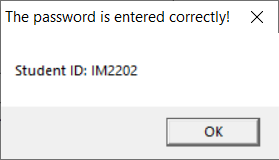 The password is entered correctly!
Student ID: IM2202
OK